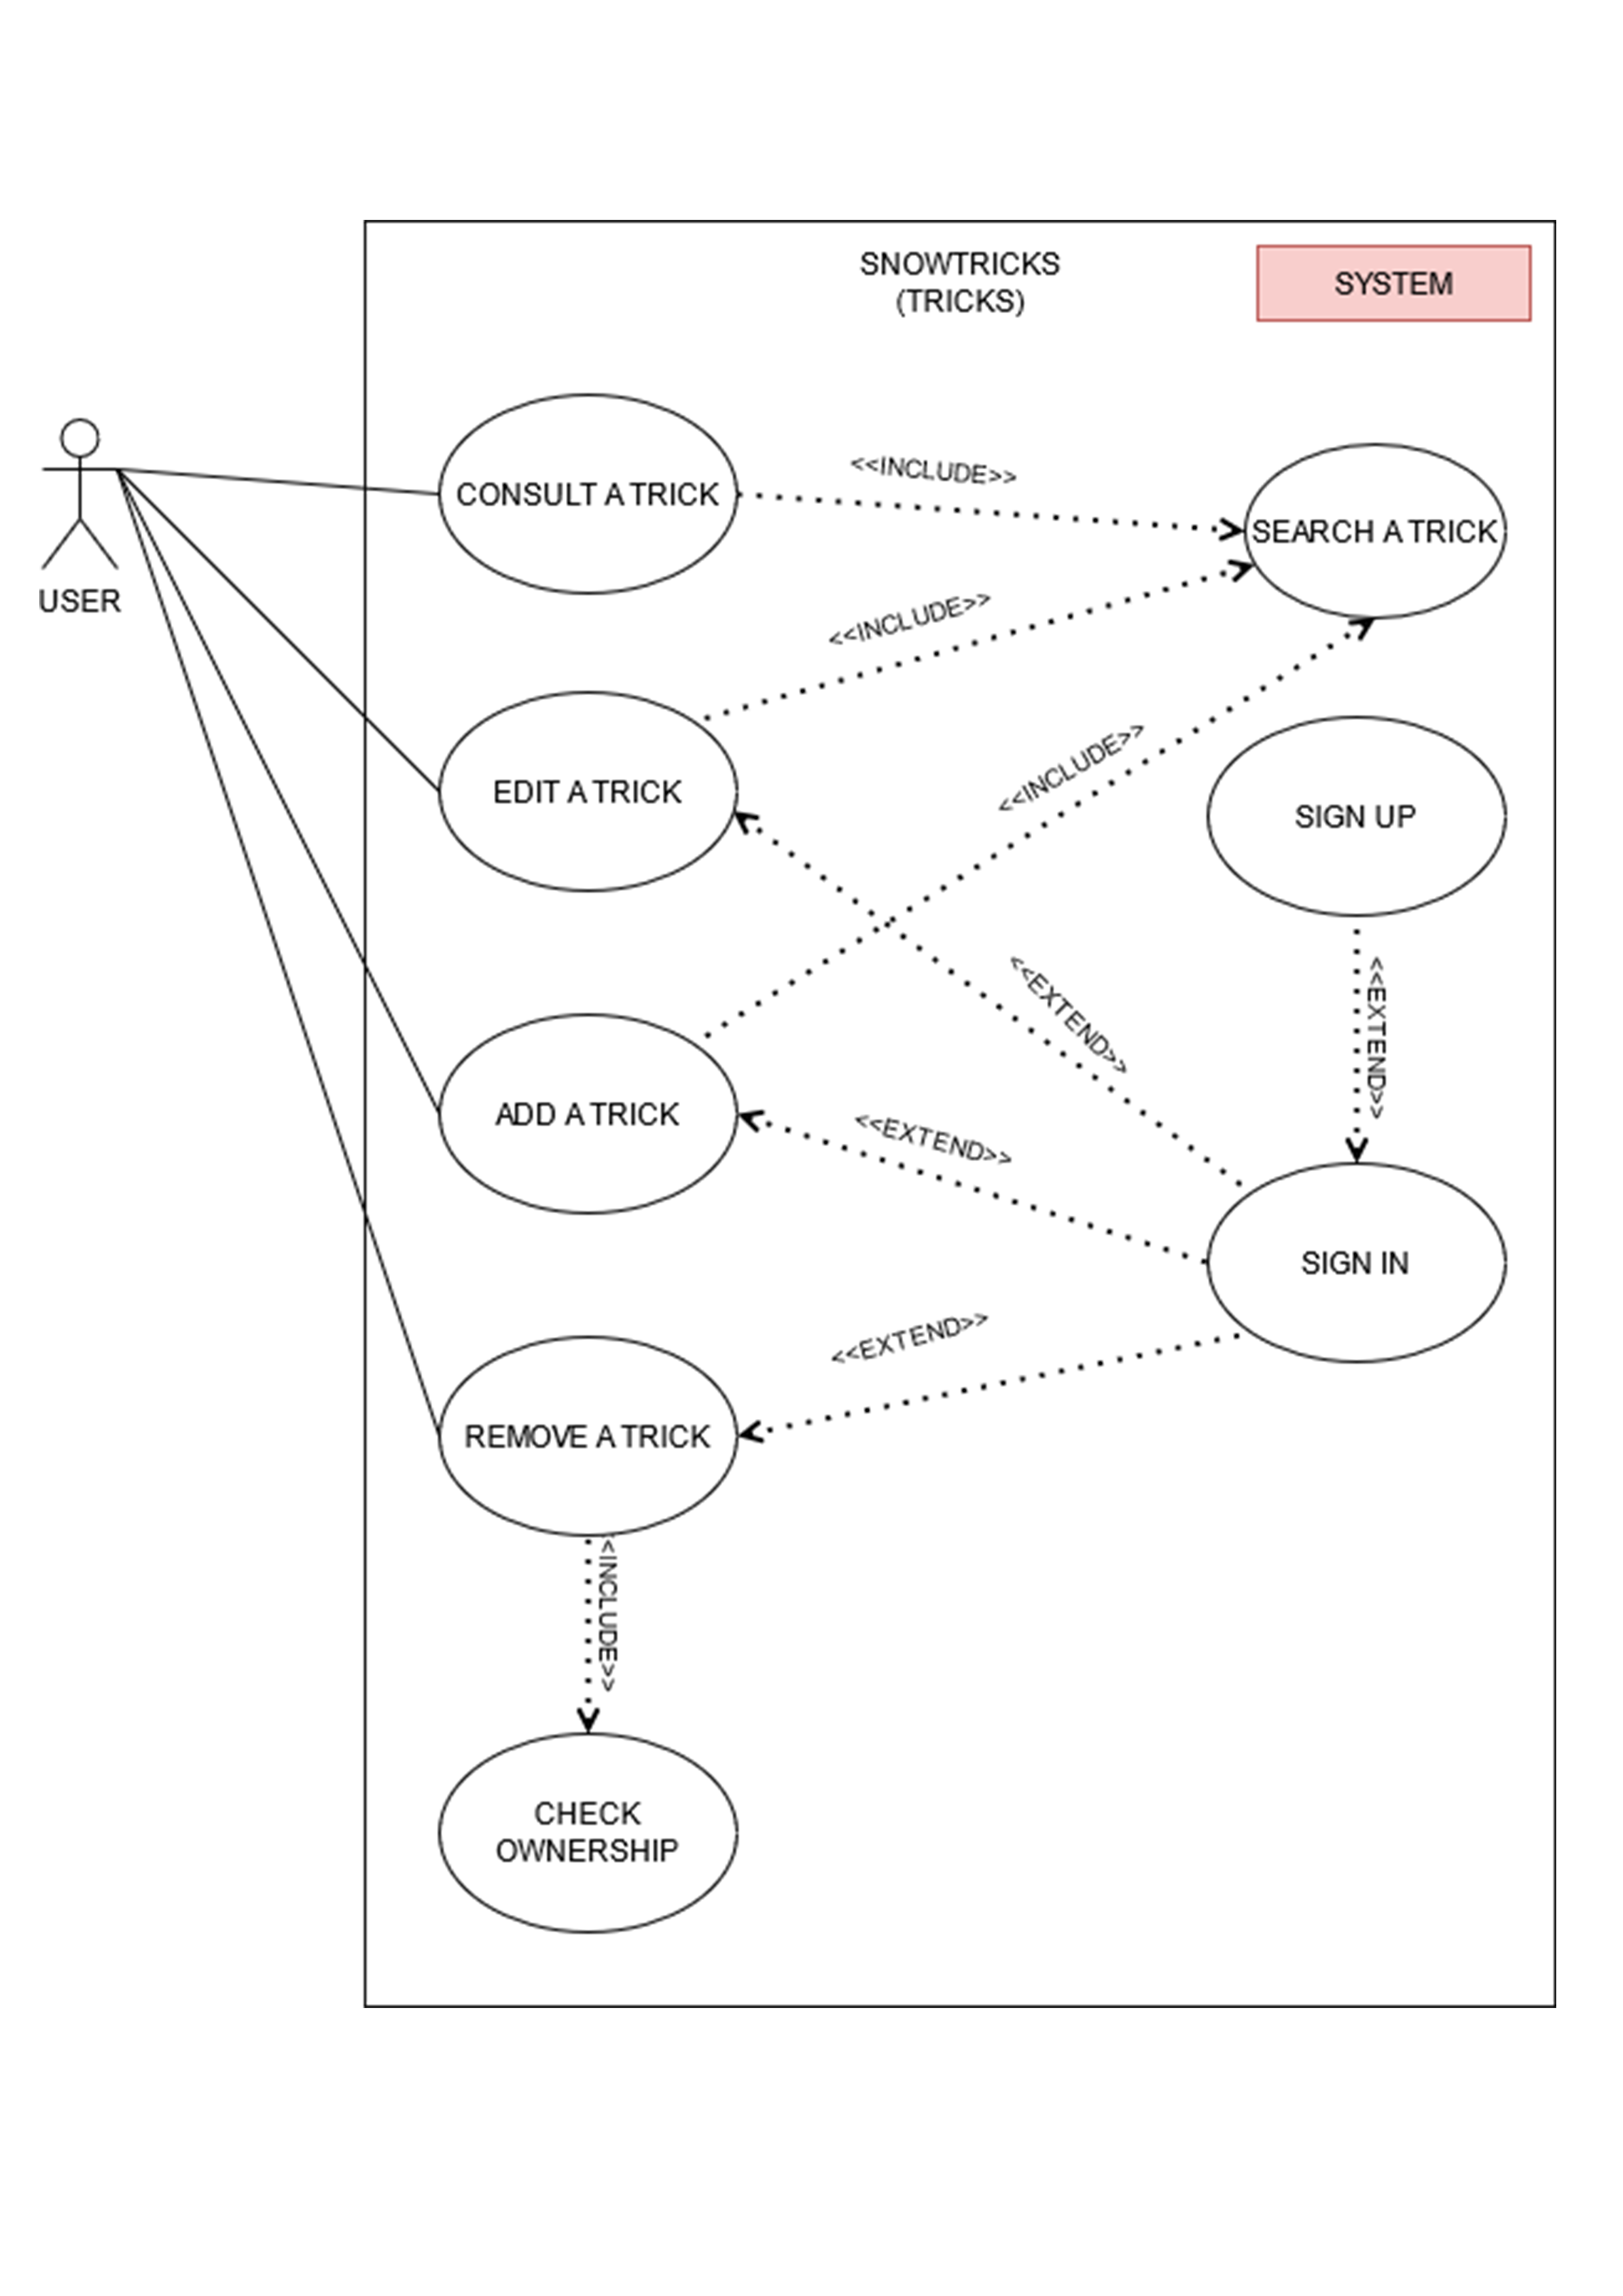 SNOWTRICKS
(TRICKS)
SYSTEM
USER
CONSULT A TRICK
<<INCLUDE>>
SEARCH A TRICK
<<INCLUDE>>
EDIT A TRICK
<<INCLUDE>>
SIGN UP
<<EXTEND>>
<<EXTEND>>
ADD A TRICK
<<EXTEND>>
SIGN IN
<<EXTEND>>
REMOVE A TRICK
<INCLUDE>>
CHECK
OWNERSHIP